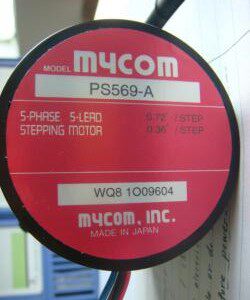 MODEL mYCOM
PS569-A
5-PHASE 5-LEAD 0.72° / STEP
STEPPING MOTOR 0.36° / STEP
WQ8 1O09604
mYCOM, INC.
MADE IN JAPAN